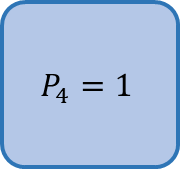 P₄ = 1